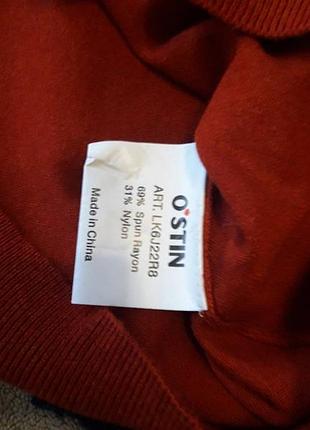 O'STIN
ART. LK6J22R8
69% Spun Rayon
31% Nylon
Made in China